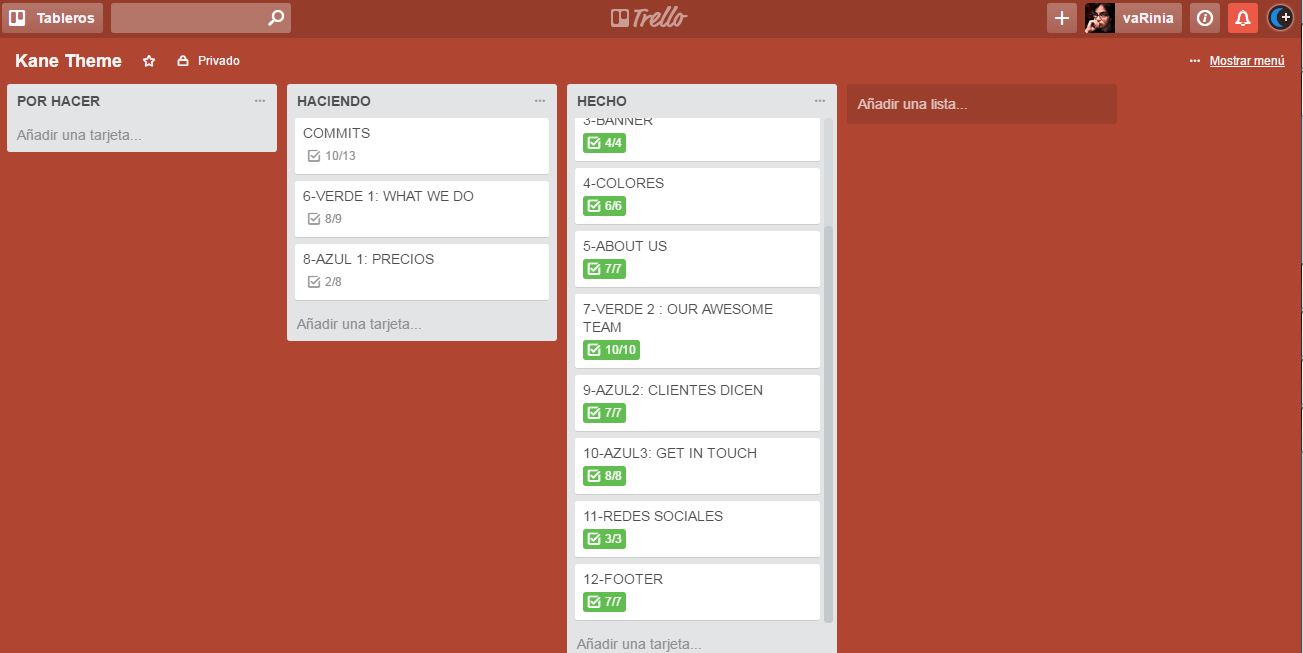 Tableros
Trello
vaRinia
Kane Theme
Privado
... Mostrar menú
POR HACER
...
Añadir una tarjeta...
HACIENDO
...
COMMITS
10/13
6-VERDE 1: WHAT WE DO
8/9
8-AZUL 1: PRECIOS
2/8
Añadir una tarjeta...
HECHO
...
3-BANNER
4/4
4-COLORES
6/6
5-ABOUT US
7/7
7-VERDE 2 : OUR AWESOME
TEAM
10/10
9-AZUL2: CLIENTES DICEN
7/7
10-AZUL3: GET IN TOUCH
8/8
11-REDES SOCIALES
3/3
12-FOOTER
7/7
Añadir una tarjeta...
Añadir una lista...